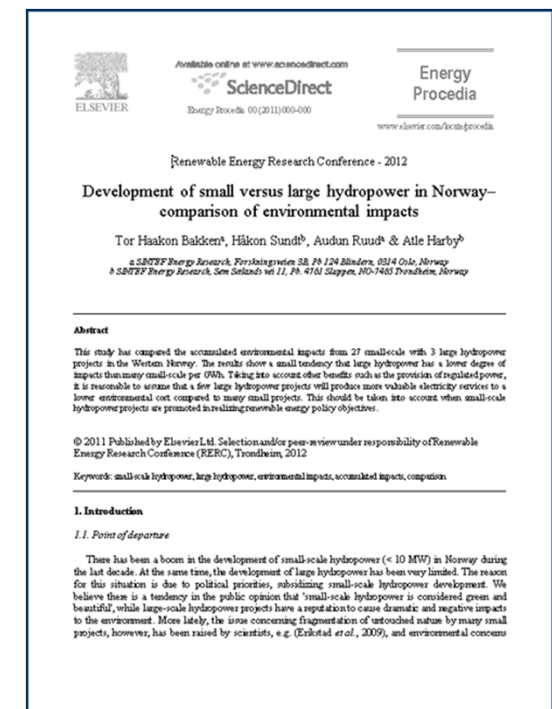 Available online at www.sciencedirect.com
ELSEVIER
ScienceDirect
Energy Procedia 00 (2011) 000–000
Energy
Procedia
www.elsevier.com/locate/procedia
Renewable Energy Research Conference - 2012
Development of small versus large hydropower in Norway–
comparison of environmental impacts
Tor Haakon Bakkenª, Håkon Sundtᵇ, Audun Ruudª & Atle Harbyᵇ
a SINTEF Energy Research, Forskningsveien 3B, Pb 124 Blindern, 0314 Oslo, Norway
b SINTEF Energy Research, Sem Sælands vei 11, Pb. 4761 Sluppen, NO-7465 Trondheim, Norway
Abstract
This study has compared the accumulated environmental impacts from 27 small-scale with 3 large hydropower
projects in the Western Norway. The results show a small tendency that large hydropower has a lower degree of
impacts than many small-scale per GWh. Taking into account other benefits such as the provision of regulated power,
it is reasonable to assume that a few large hydropower projects will produce more valuable electricity services to a
lower environmental cost compared to many small projects. This should be taken into account when small-scale
hydropower projects are promoted in realizing renewable energy policy objectives.
© 2011 Published by Elsevier Ltd. Selection and/or peer-review under responsibility of Renewable
Energy Research Conference (RERC), Trondheim, 2012
Keywords: small-scale hydropower, large hydropower, environmental impacts, accumulated impacts, comparison
1. Introduction
1.1. Point of departure
There has been a boom in the development of small-scale hydropower (< 10 MW) in Norway during
the last decade. At the same time, the development of large hydropower has been very limited. The reason
for this situation is due to political priorities, subsidizing small-scale hydropower development. We
believe there is a tendency in the public opinion that 'small-scale hydropower is considered green and
beautiful', while large-scale hydropower projects have a reputation to cause dramatic and negative impacts
to the environment. More lately, the issue concerning fragmentation of untouched nature by many small
projects, however, has been raised by scientists, e.g. (Erikstad et al., 2009), and environmental concerns